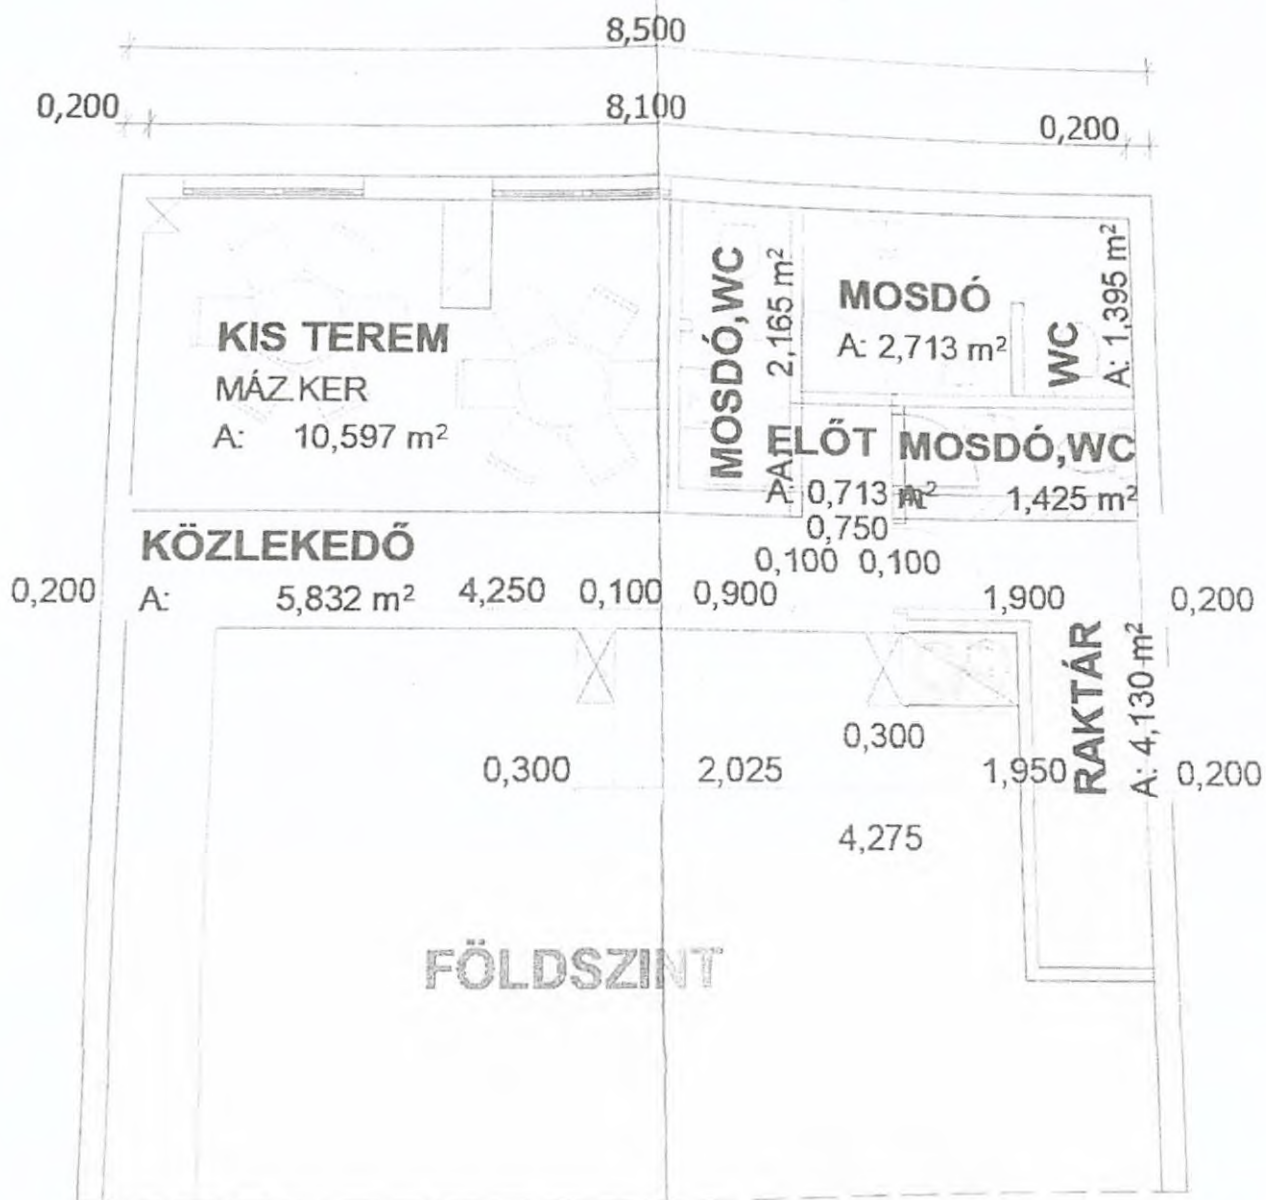 8,500
0,200
8,100
0,200
KIS TEREM
MÁZ.KER
A: 10,597 m²
MOSDÓ,WC
A: 2,165 m²
MOSDÓ
A: 2,713 m²
WC
A: 1,395 m²
ELŐT
A: 0,713 m²
MOSDÓ,WC
A: 1,425 m²
0,750
0,100 0,100
KÖZLEKEDŐ
A: 5,832 m²
0,200
4,250
0,100
0,900
1,900
0,200
RAKTÁR
A: 4,130 m²
0,300
0,300
2,025
1,950
0,200
4,275
FÖLDSZINT